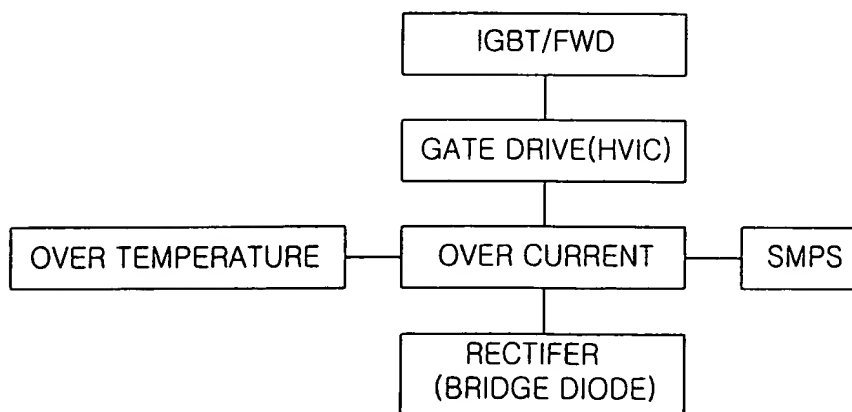 IGBT/FWD
GATE DRIVE(HVIC)
OVER TEMPERATURE
OVER CURRENT
SMPS
RECTIFER
(BRIDGE DIODE)